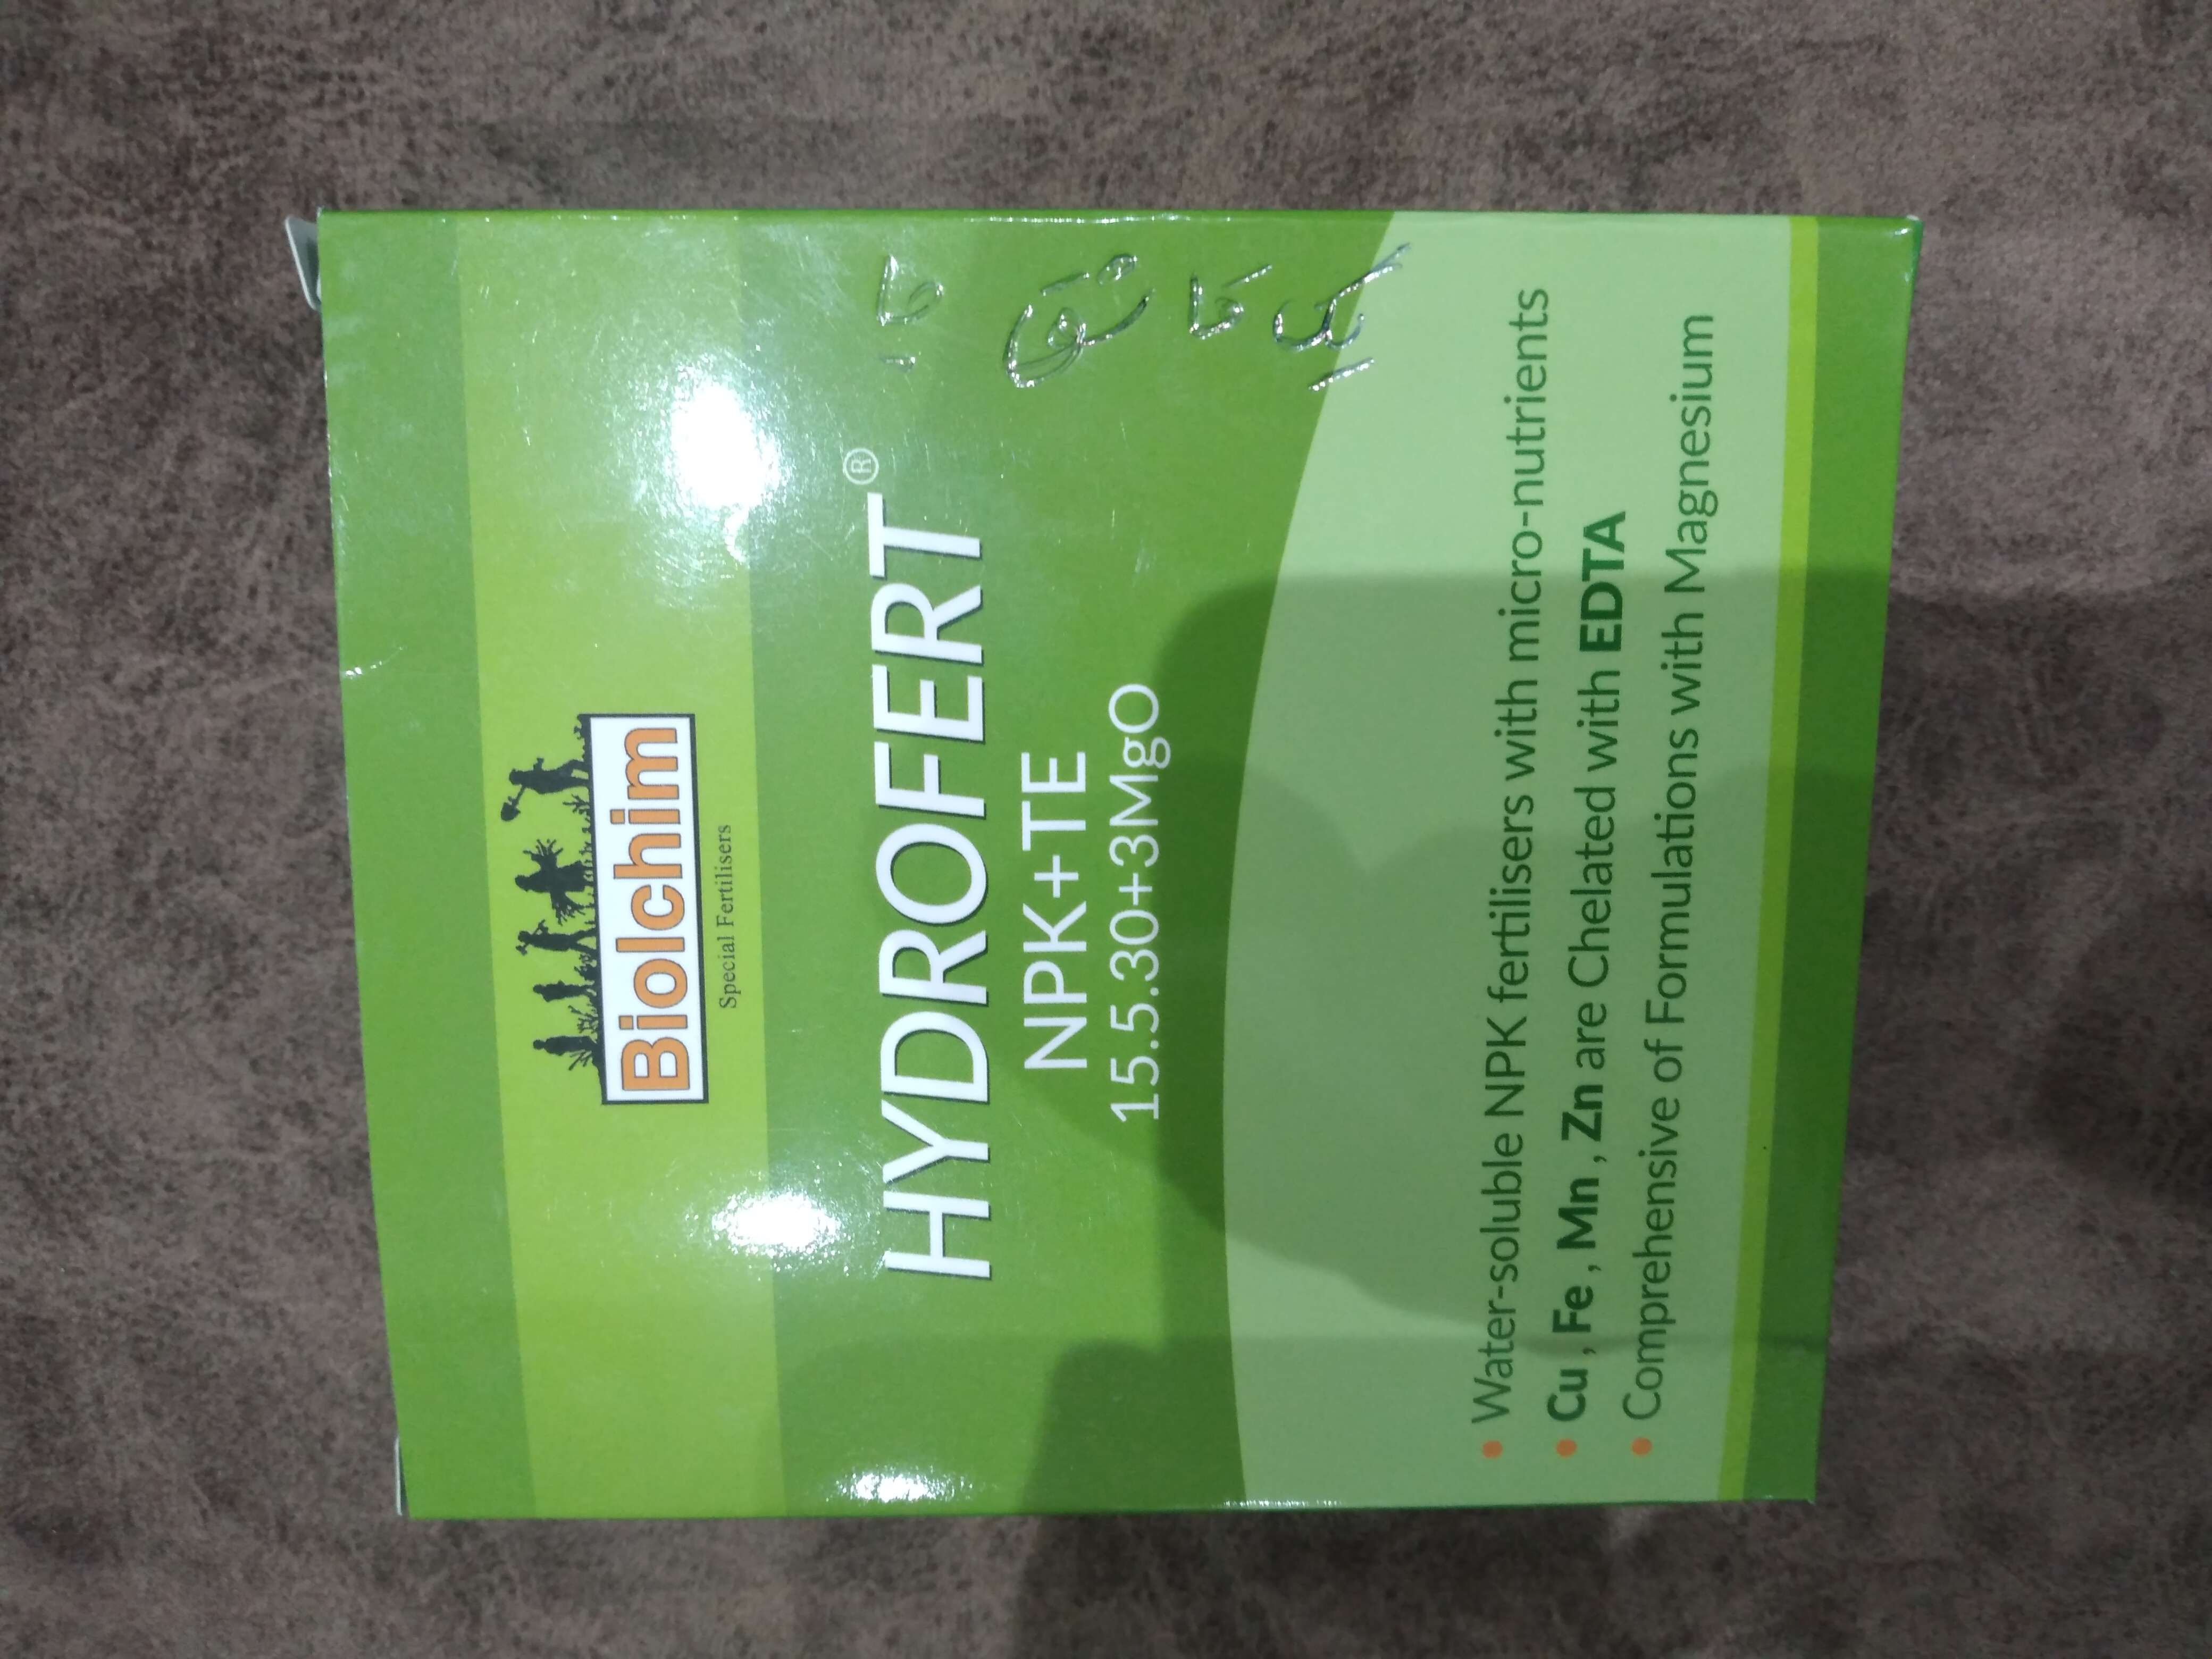 Biolchim
Special Fertilisers
HYDROFERT®
NPK+TE
15.5.30+3MgO
• Water-soluble NPK fertilisers with micro-nutrients
• Cu , Fe , Mn , Zn are Chelated with EDTA
• Comprehensive of Formulations with Magnesium